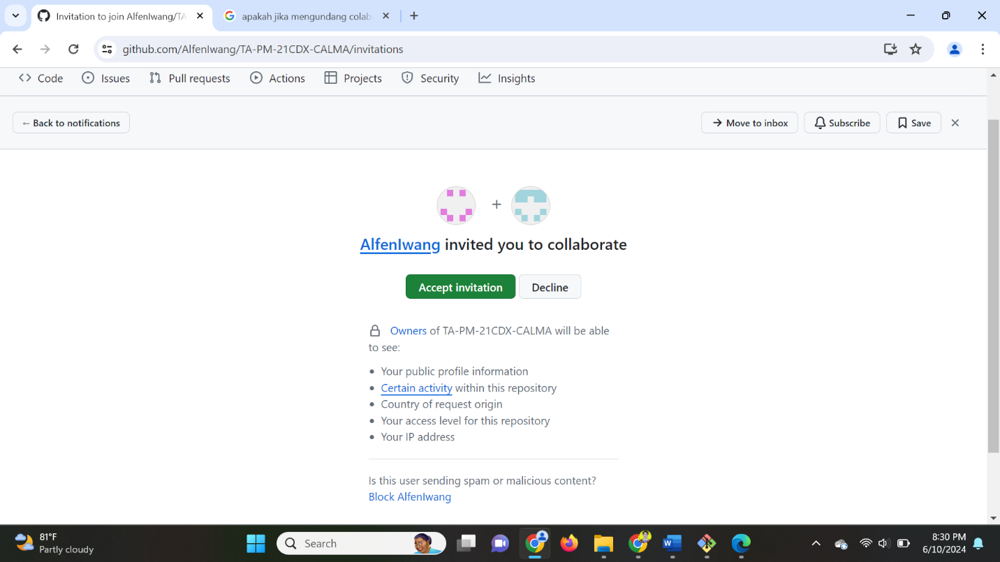 Invitation to join AlfenIwang/TA
apakah jika mengundang colab
github.com/AlfenIwang/TA-PM-21CDX-CALMA/invitations
Code
Issues
Pull requests
Actions
Projects
Security
Insights
← Back to notifications
→ Move to inbox
Subscribe
Save
AlfenIwang invited you to collaborate
Accept invitation
Decline
Owners of TA-PM-21CDX-CALMA will be able
to see:
• Your public profile information
• Certain activity within this repository
• Country of request origin
• Your access level for this repository
• Your IP address
Is this user sending spam or malicious content?
Block AlfenIwang
81°F
Partly cloudy
Search
8:30 PM
6/10/2024